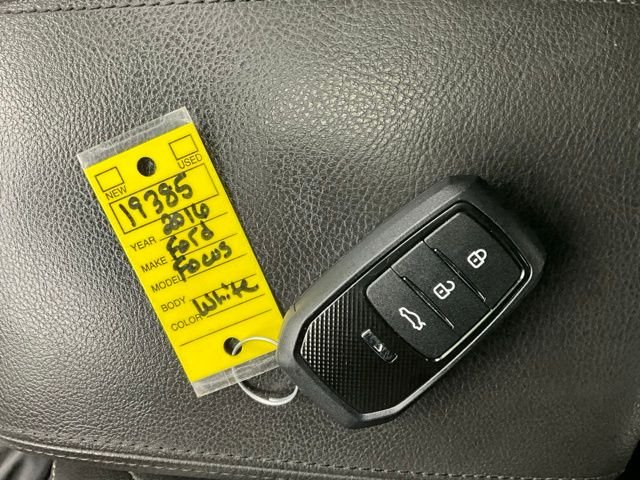 NEW USED
19385
YEAR 2016
MAKE Ford
MODEL Focus
BODY
COLOR White